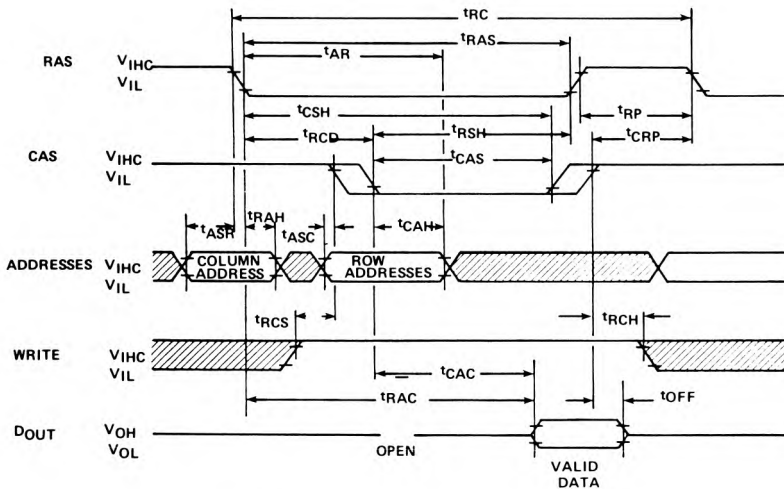 tRC
tRAS
tAR
RAS VIHC
VIL
tCSH
tRP
tRCD
tRSH
tCRP
CAS VIHC
VIL
tCAS
tASR
tRAH
tASC
tCAH
ADDRESSES VIHC
VIL
COLUMN
ADDRESS
ROW
ADDRESSES
tRCS
tRCH
WRITE VIHC
VIL
tCAC
tRAC
tOFF
DOUT VOH
VOL
OPEN
VALID
DATA